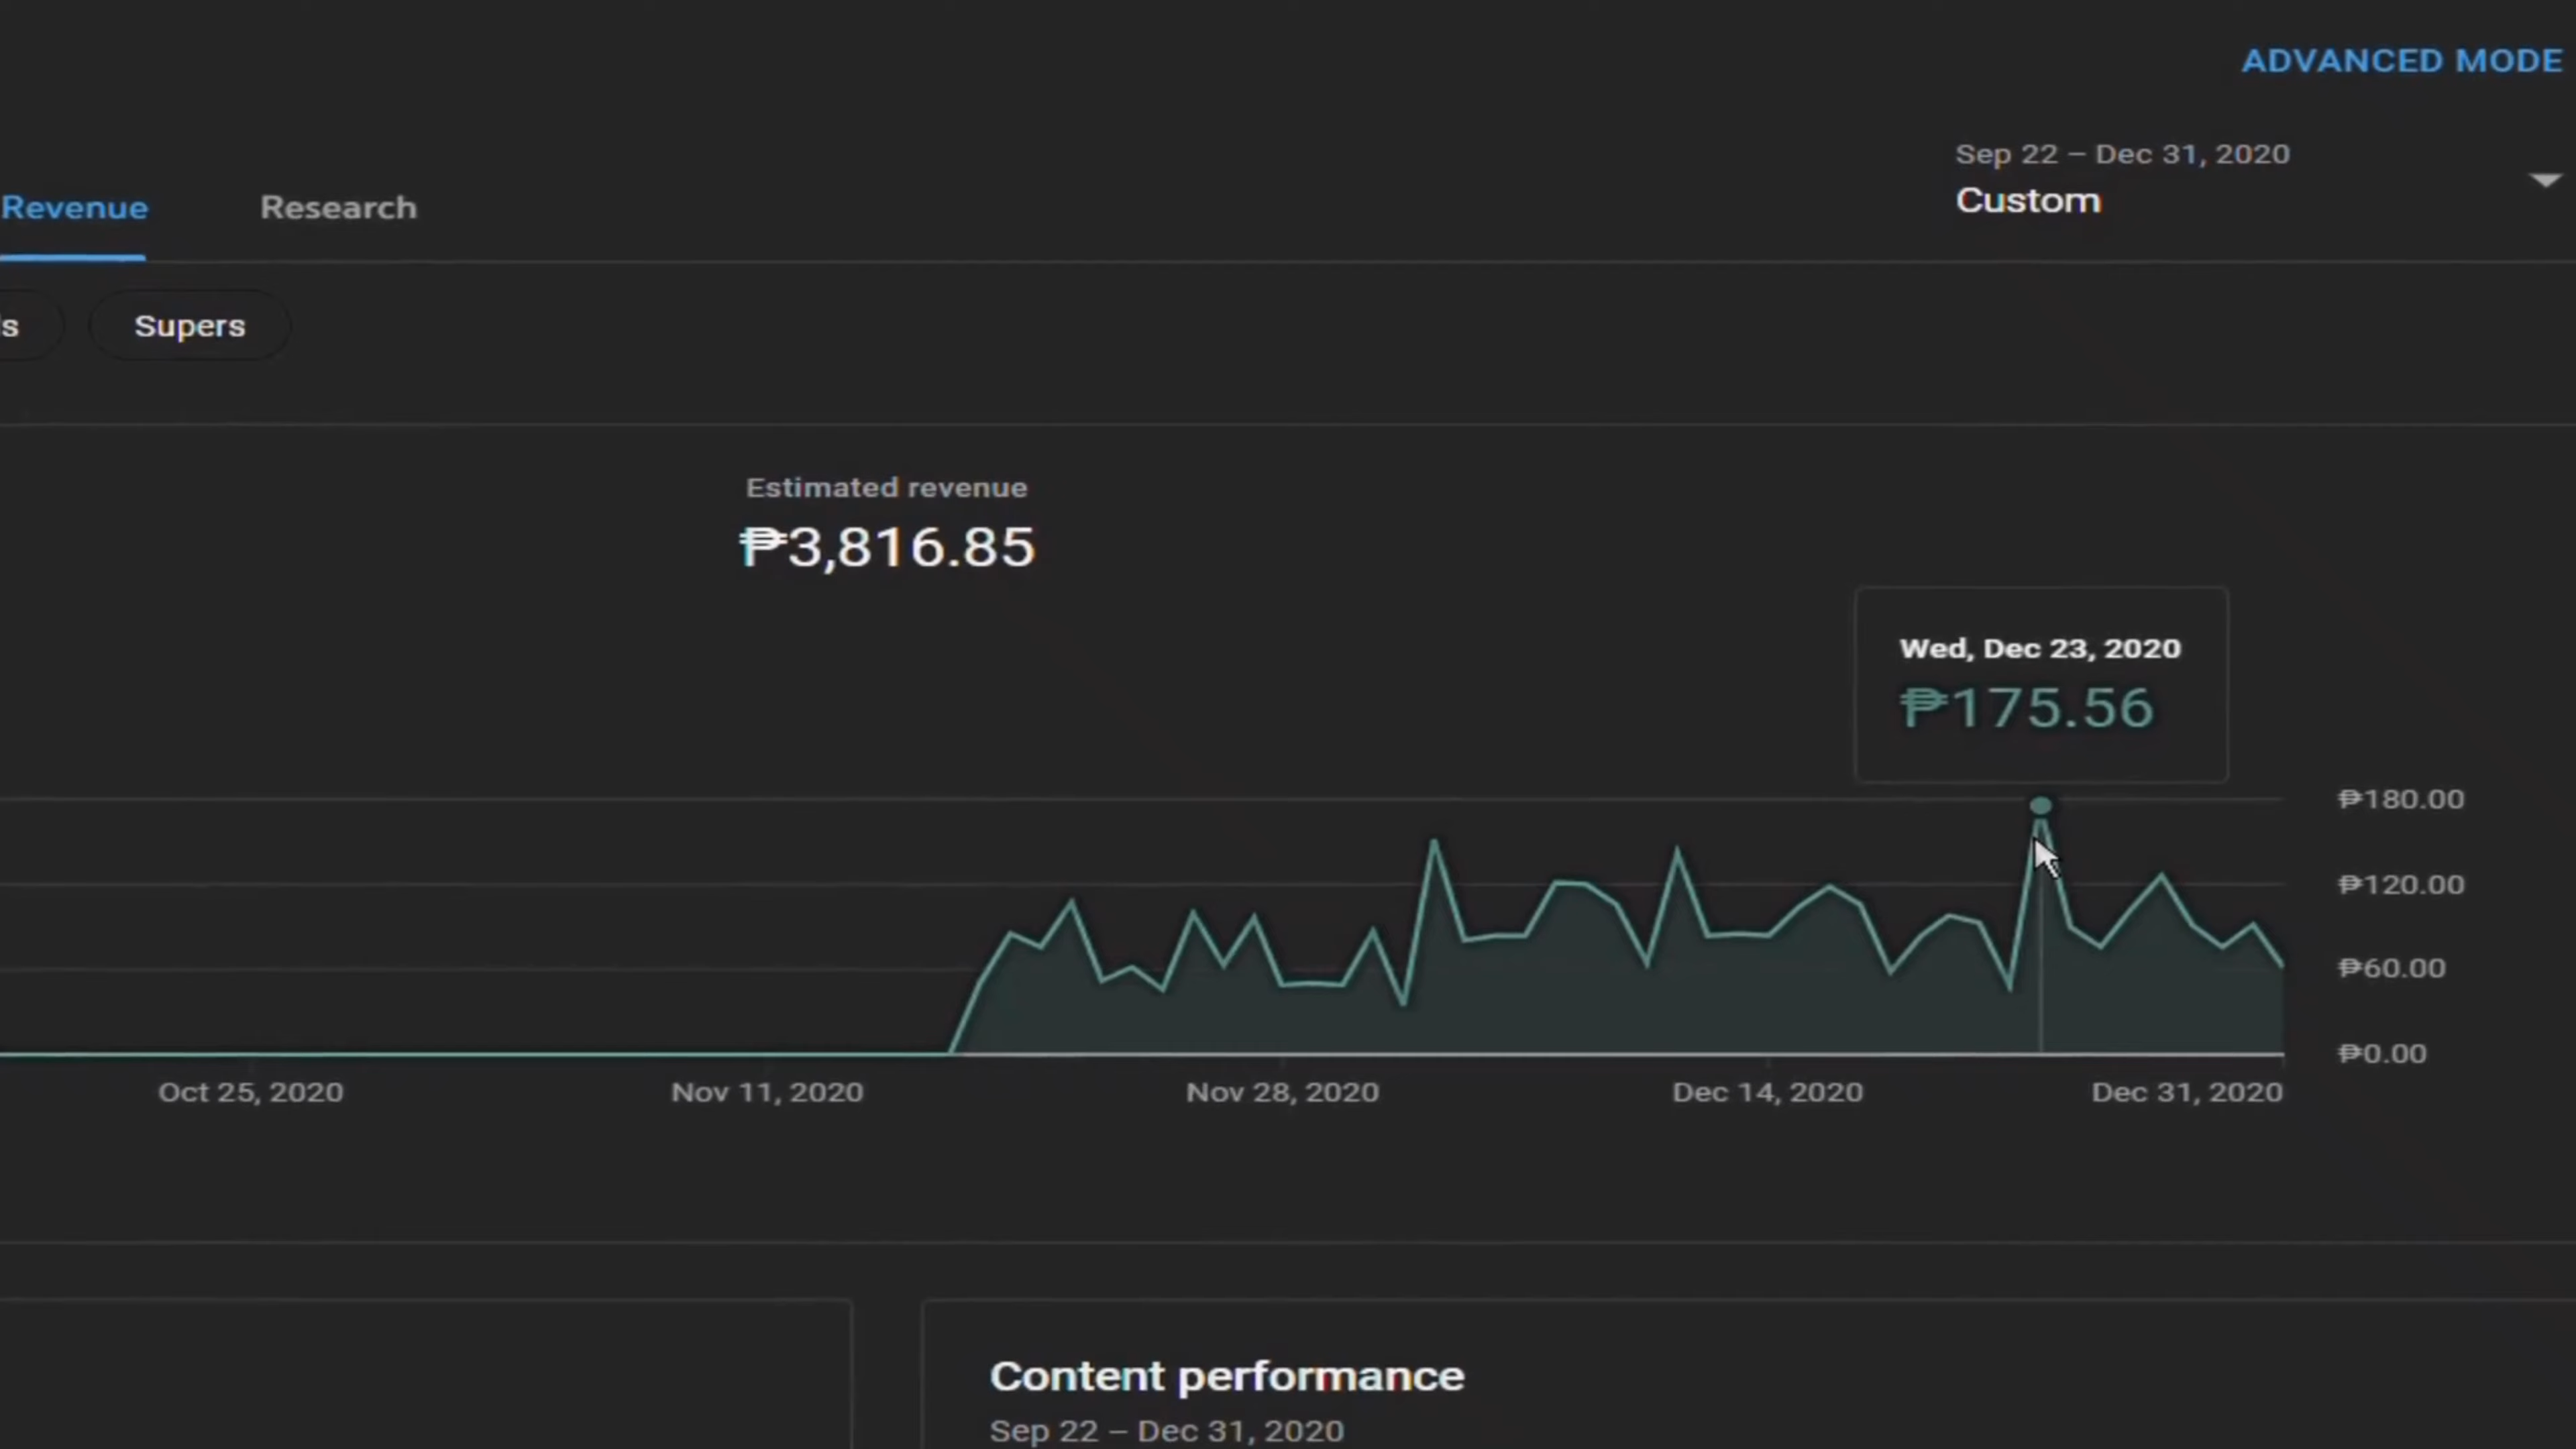 ADVANCED MODE
Sep 22 – Dec 31, 2020
Custom
Revenue
Research
s
Supers
Estimated revenue
₱3,816.85
Wed, Dec 23, 2020
₱175.56
₱180.00
₱120.00
₱60.00
₱0.00
Oct 25, 2020
Nov 11, 2020
Nov 28, 2020
Dec 14, 2020
Dec 31, 2020
Content performance
Sep 22 – Dec 31, 2020